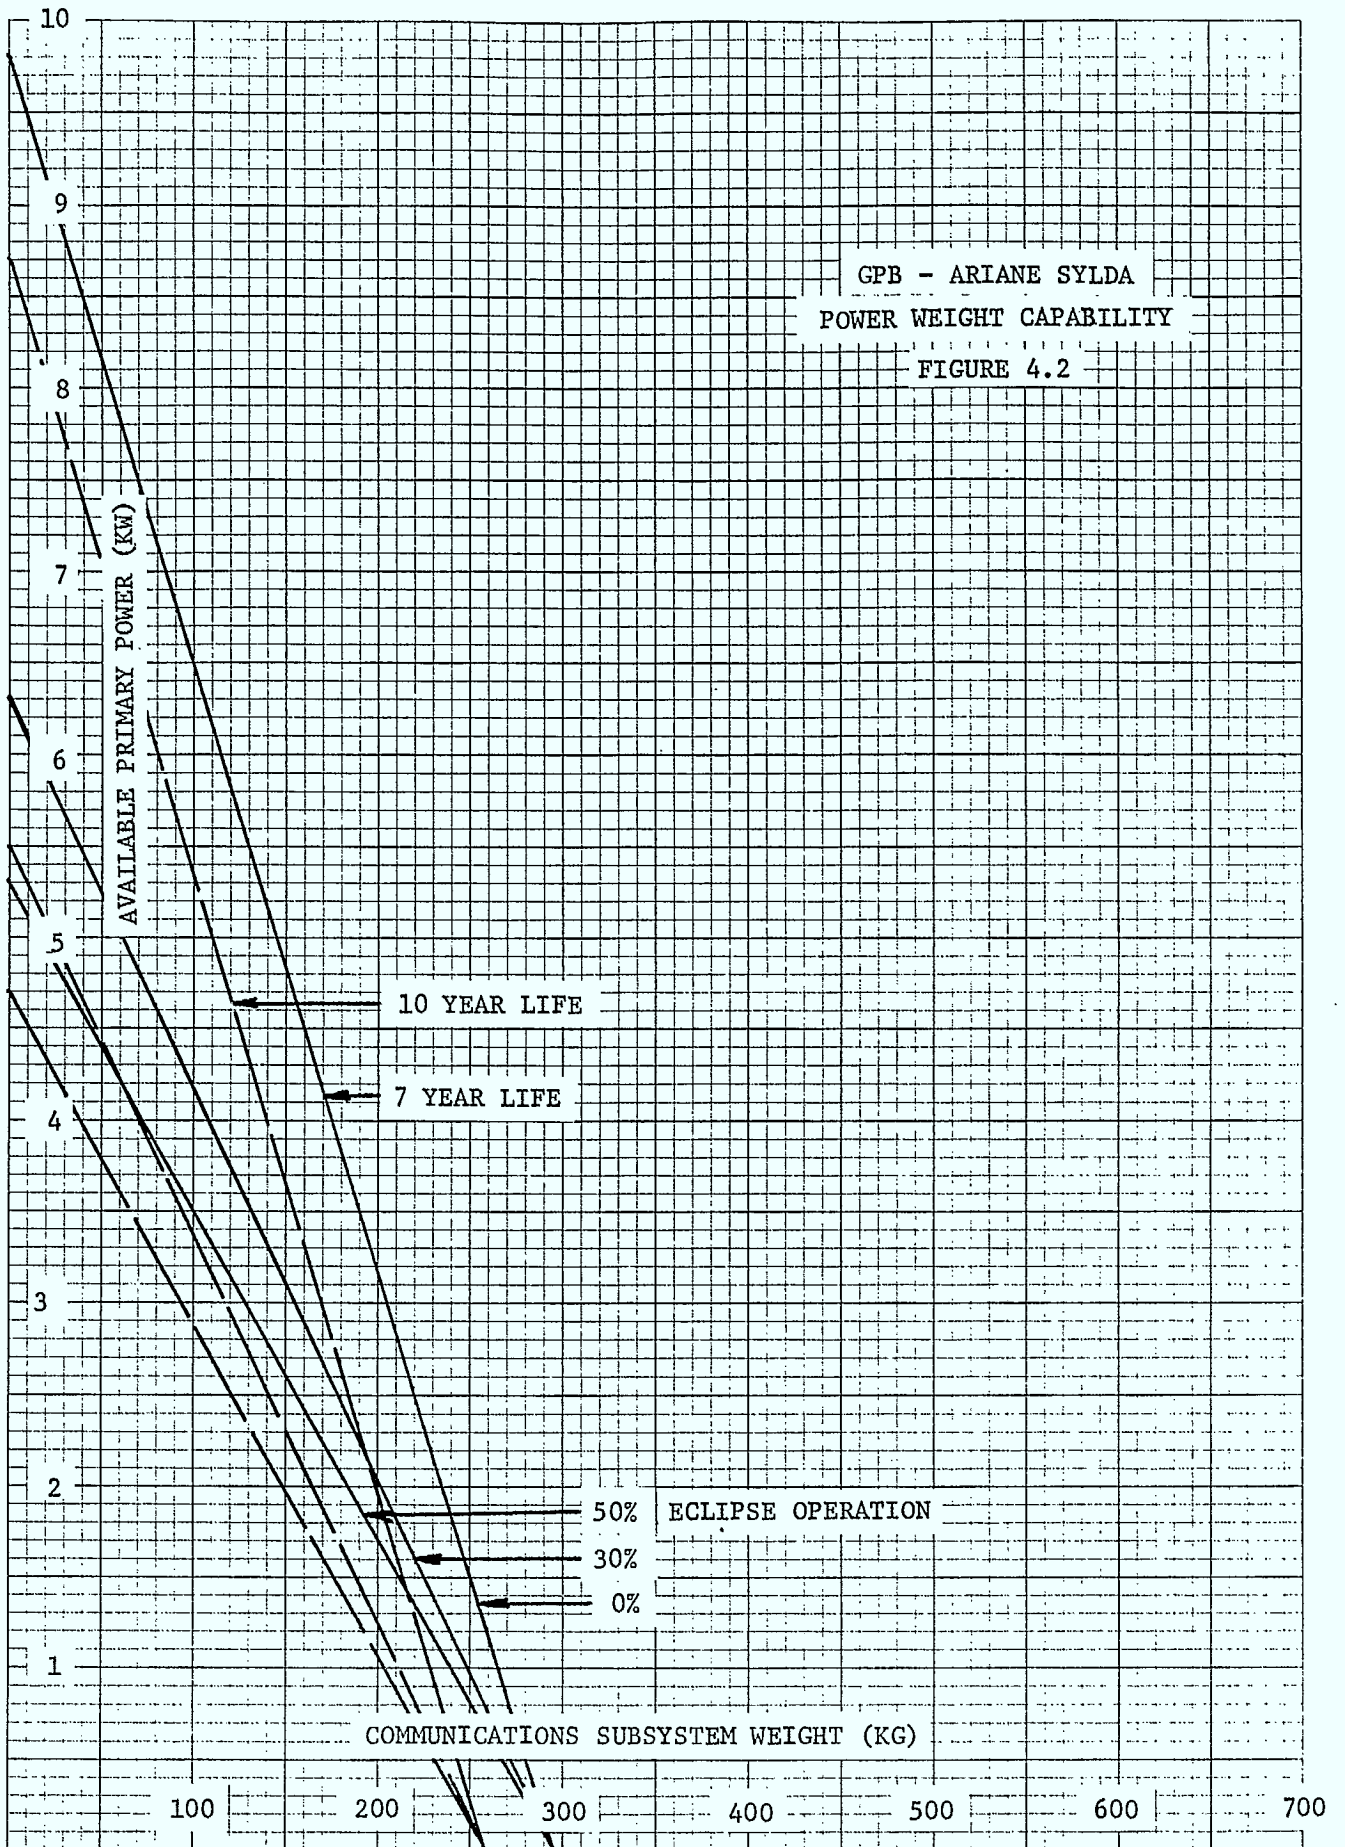 10
9
GPB - ARIANE SYLDA
POWER WEIGHT CAPABILITY
FIGURE 4.2
8
7
AVAILABLE PRIMARY POWER (KW)
6
5
10 YEAR LIFE
7 YEAR LIFE
4
3
2
50% ECLIPSE OPERATION
30%
0%
1
COMMUNICATIONS SUBSYSTEM WEIGHT (KG)
100 200 300 400 500 600 700